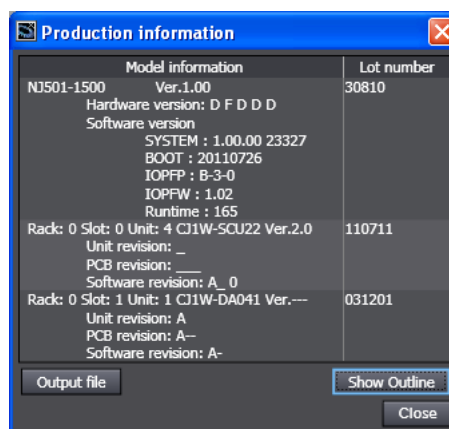 Production information
Model information Lot number
NJ501-1500 Ver.1.00 30810
Hardware version: D F D D D
Software version
SYSTEM : 1.00.00 23327
BOOT : 20110726
IOPFP : B-3-0
IOPFW : 1.02
Runtime : 165
Rack: 0 Slot: 0 Unit: 4 CJ1W-SCU22 Ver.2.0 110711
Unit revision: _
PCB revision: ___
Software revision: A_ 0
Rack: 0 Slot: 1 Unit: 1 CJ1W-DA041 Ver.--- 031201
Unit revision: A
PCB revision: A--
Software revision: A-
Output file Show Outline
Close